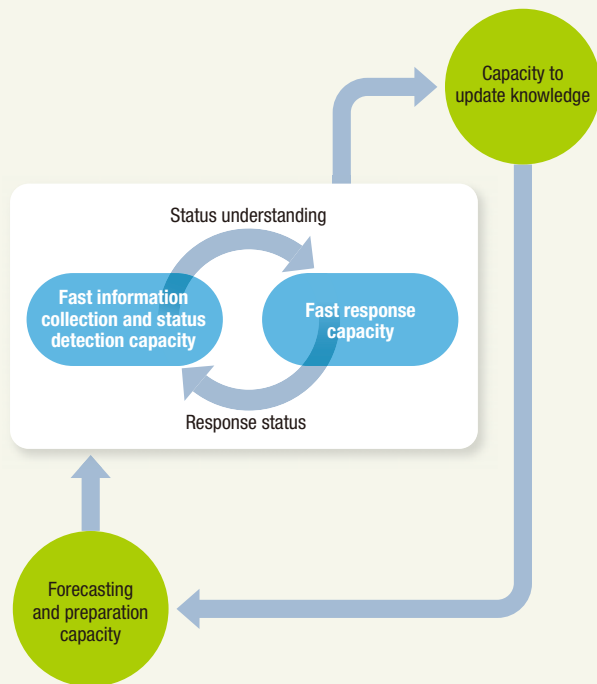 Capacity to
update knowledge
Status understanding
Fast information
collection and status
detection capacity
Fast response
capacity
Response status
Forecasting
and preparation
capacity